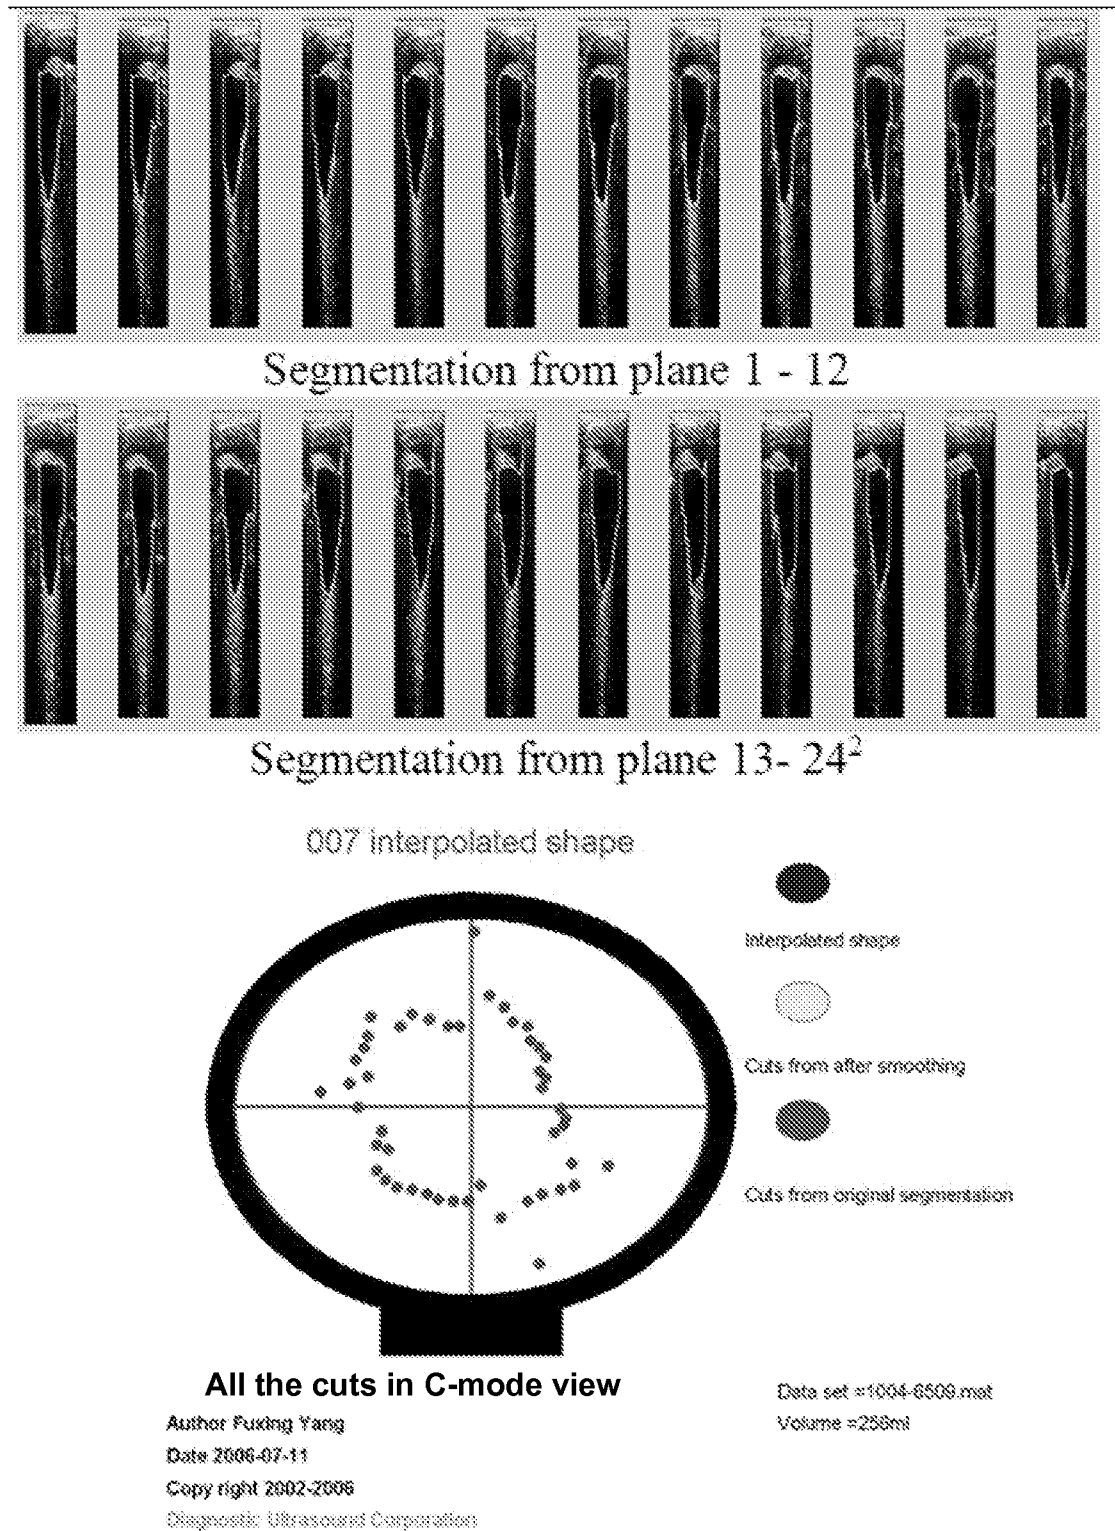 Segmentation from plane 1 - 12
Segmentation from plane 13- 24²
007 interpolated shape
Interpolated shape
Cuts from after smoothing
Cuts from original segmentation
All the cuts in C-mode view
Data set =1004-6509.mat
Volume =256ml
Author Fuxing Yang
Date 2006-07-11
Copy right 2002-2006
Diagnostic Ultrasound Corporation